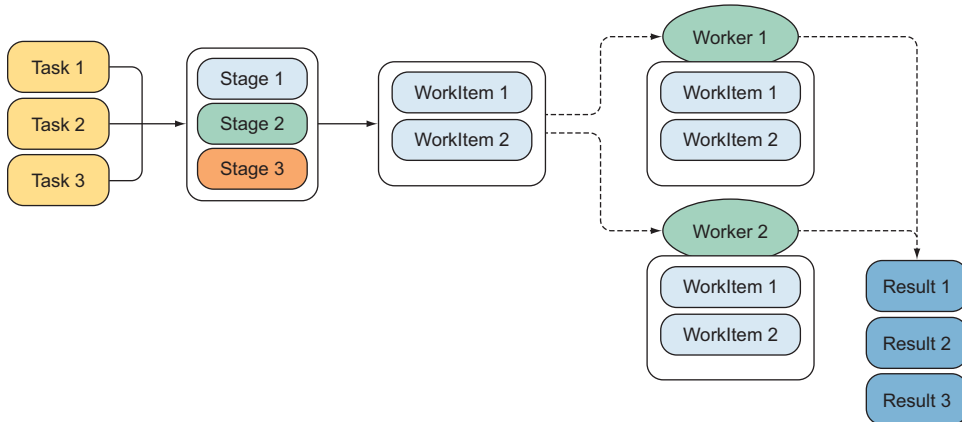 Task 1
Task 2
Task 3
Stage 1
Stage 2
Stage 3
WorkItem 1
WorkItem 2
Worker 1
WorkItem 1
WorkItem 2
Worker 2
WorkItem 1
WorkItem 2
Result 1
Result 2
Result 3